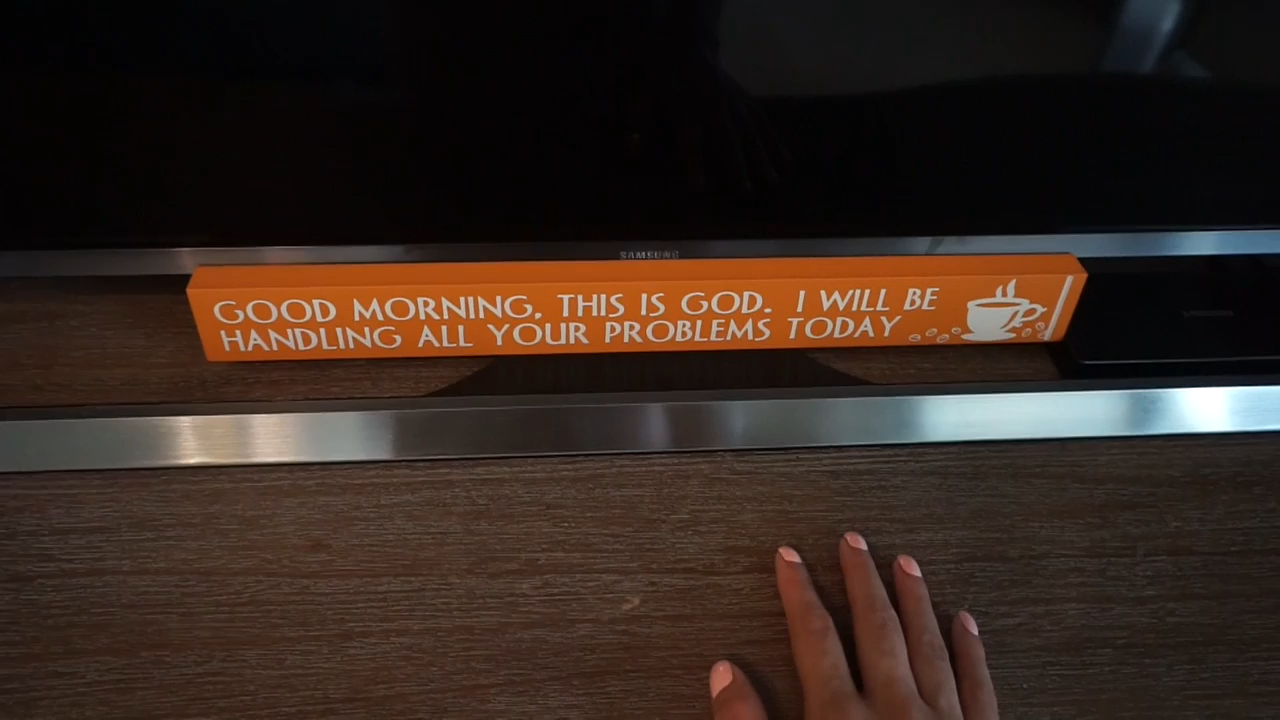 SAMSUNG
GOOD MORNING, THIS IS GOD. I WILL BE
HANDLING ALL YOUR PROBLEMS TODAY